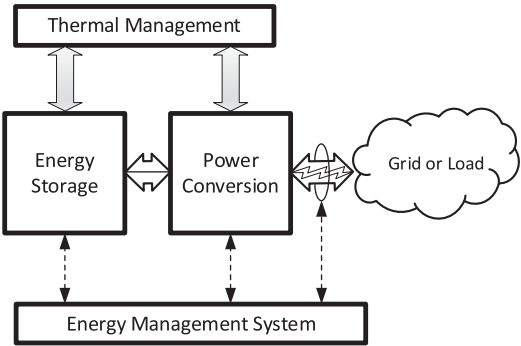 Thermal Management
Energy
Storage
Power
Conversion
Grid or Load
Energy Management System